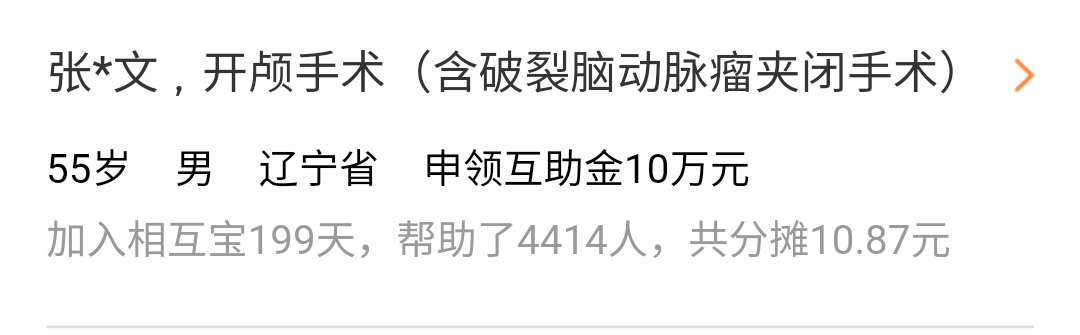 张*文，开颅手术（含破裂脑动脉瘤夹闭手术）
55岁 男 辽宁省 申领互助金10万元
加入相互宝199天，帮助了4414人，共分摊10.87元